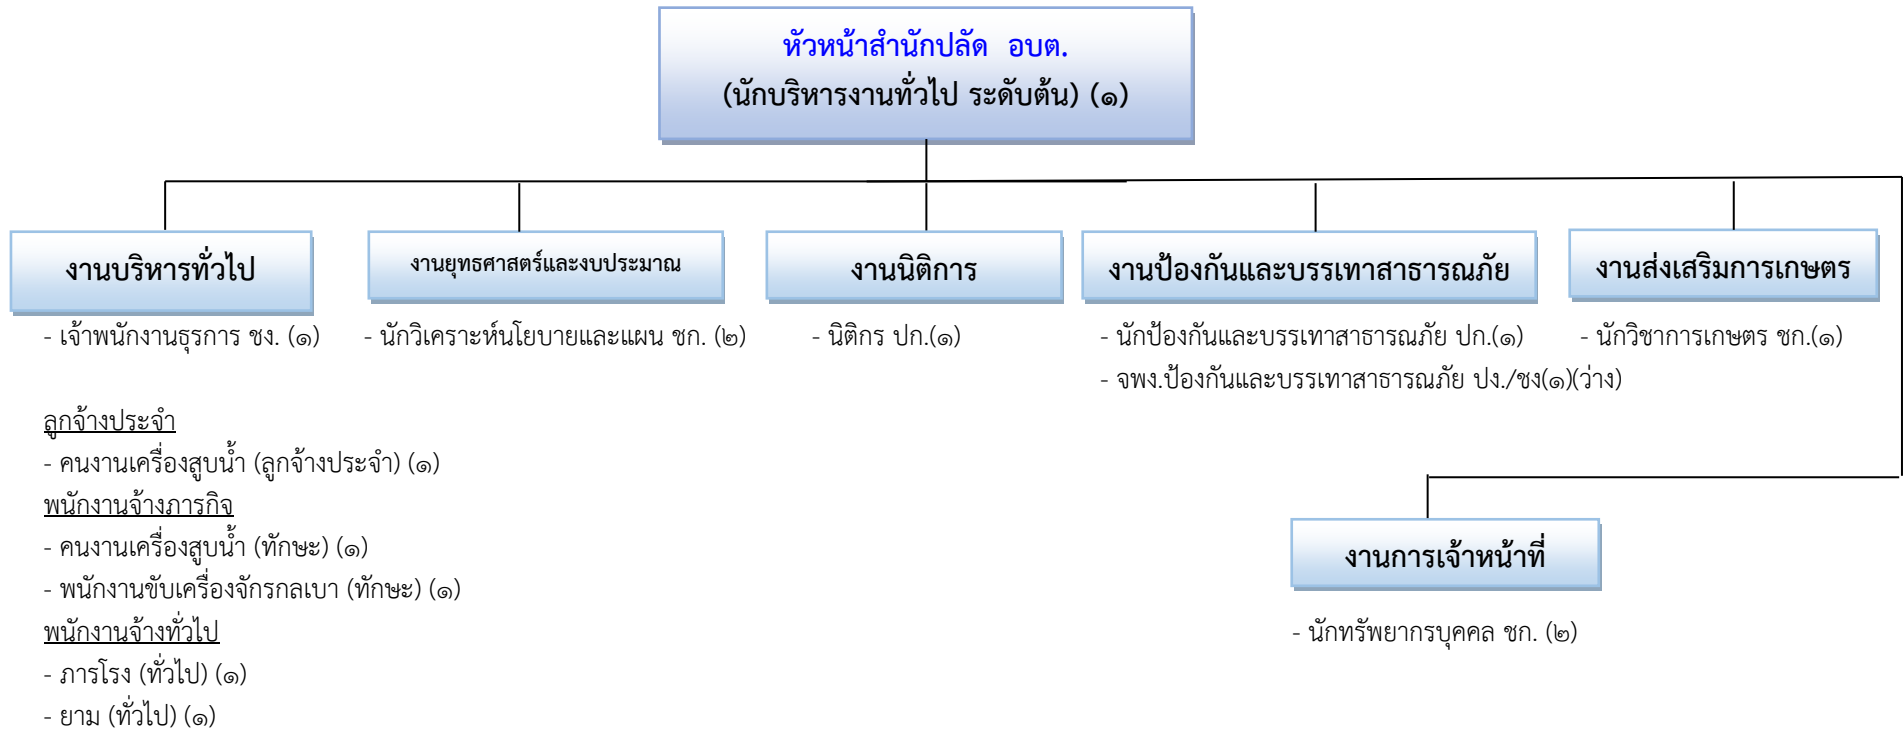 หัวหน้าสำนักปลัด อบต.
(นักบริหารงานทั่วไป ระดับต้น) (๑)
งานบริหารทั่วไป
- เจ้าพนักงานธุรการ ชง. (๑)
ลูกจ้างประจำ
- คนงานเครื่องสูบน้ำ (ลูกจ้างประจำ) (๑)
พนักงานจ้างภารกิจ
- คนงานเครื่องสูบน้ำ (ทักษะ) (๑)
- พนักงานขับเครื่องจักรกลเบา (ทักษะ) (๑)
พนักงานจ้างทั่วไป
- ภารโรง (ทั่วไป) (๑)
- ยาม (ทั่วไป) (๑)
งานยุทธศาสตร์และงบประมาณ
- นักวิเคราะห์นโยบายและแผน ชก. (๒)
งานนิติการ
- นิติกร ปก.(๑)
งานป้องกันและบรรเทาสาธารณภัย
- นักป้องกันและบรรเทาสาธารณภัย ปก.(๑)
- จพง.ป้องกันและบรรเทาสาธารณภัย ปง./ชง(๑)(ว่าง)
งานส่งเสริมการเกษตร
- นักวิชาการเกษตร ชก.(๑)
งานการเจ้าหน้าที่
- นักทรัพยากรบุคคล ชก. (๒)